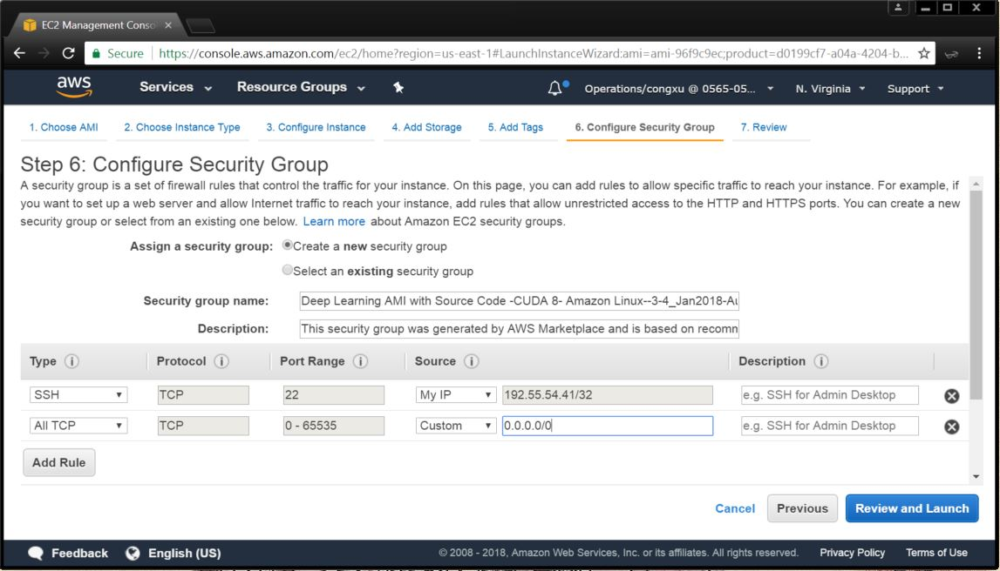 EC2 Management Conso
Secure https://console.aws.amazon.com/ec2/home?region=us-east-1#LaunchInstanceWizard:ami=ami-96f9c9ec;product=d0199cf7-a04a-4204-b...
aws Services Resource Groups Operations/congxu @ 0565-05... N. Virginia Support
1. Choose AMI 2. Choose Instance Type 3. Configure Instance 4. Add Storage 5. Add Tags 6. Configure Security Group 7. Review
Step 6: Configure Security Group
A security group is a set of firewall rules that control the traffic for your instance. On this page, you can add rules to allow specific traffic to reach your instance. For example, if
you want to set up a web server and allow Internet traffic to reach your instance, add rules that allow unrestricted access to the HTTP and HTTPS ports. You can create a new
security group or select from an existing one below. Learn more about Amazon EC2 security groups.
Assign a security group: Create a new security group
Select an existing security group
Security group name: Deep Learning AMI with Source Code -CUDA 8- Amazon Linux--3-4_Jan2018-Au
Description: This security group was generated by AWS Marketplace and is based on recomm
Type i Protocol i Port Range i Source i Description i
SSH TCP 22 My IP 192.55.54.41/32 e.g. SSH for Admin Desktop
All TCP TCP 0 - 65535 Custom 0.0.0.0/0 e.g. SSH for Admin Desktop
Add Rule
Cancel Previous Review and Launch
Feedback English (US) © 2008 - 2018, Amazon Web Services, Inc. or its affiliates. All rights reserved. Privacy Policy Terms of Use